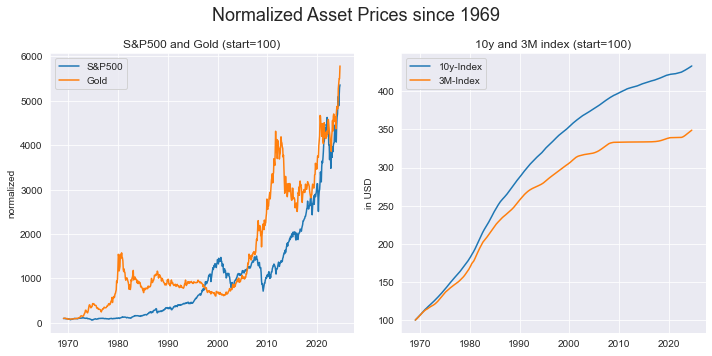 Normalized Asset Prices since 1969
S&P500 and Gold (start=100)
S&P500
Gold
normalized
6000
5000
4000
3000
2000
1000
0
1970 1980 1990 2000 2010 2020
10y and 3M index (start=100)
10y-Index
3M-Index
in USD
400
350
300
250
200
150
100
1970 1980 1990 2000 2010 2020